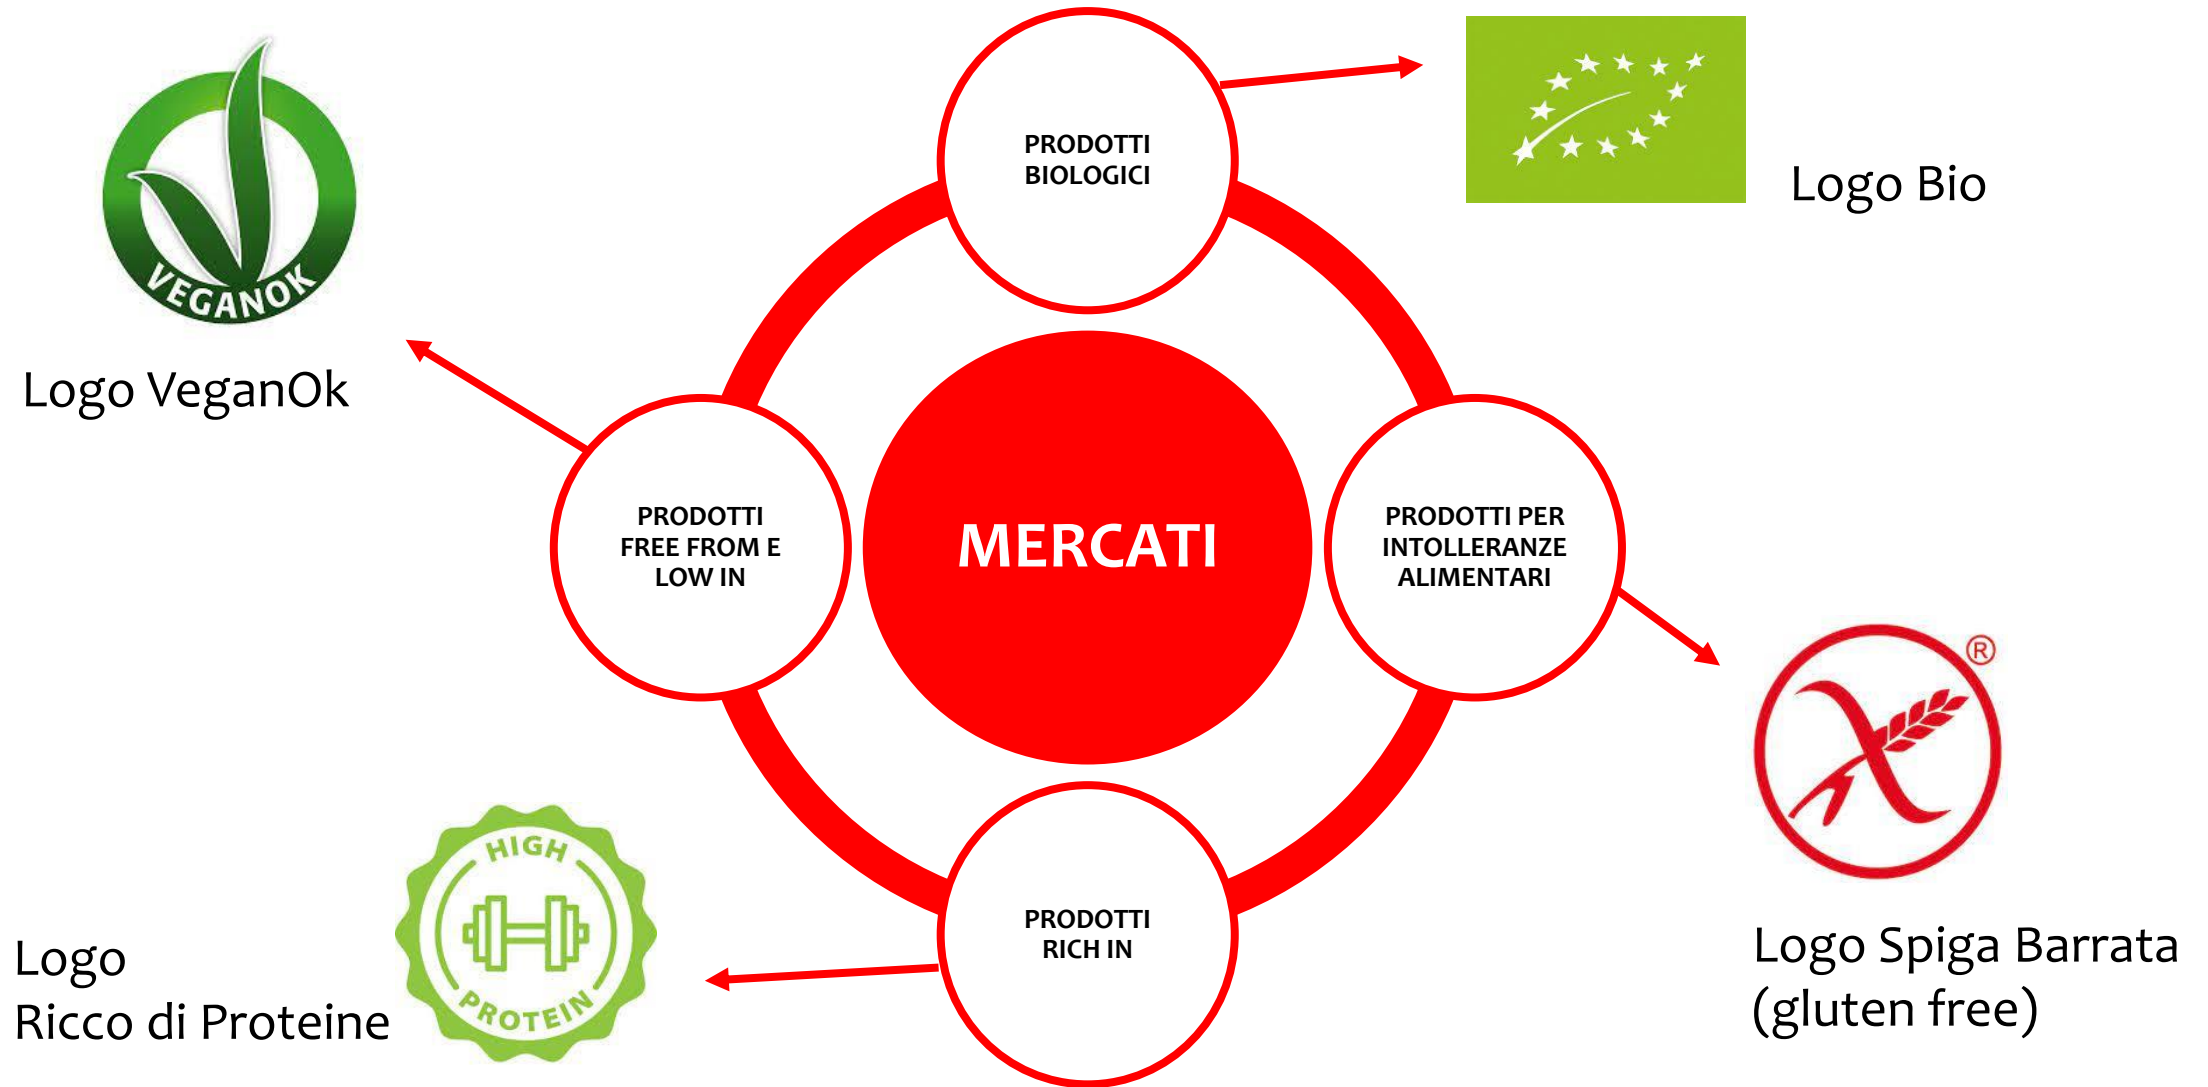 PRODOTTI
BIOLOGICI
Logo Bio
VEGANOK
Logo VeganOk
PRODOTTI
FREE FROM E
LOW IN
MERCATI
PRODOTTI PER
INTOLLERANZE
ALIMENTARI
®
Logo Spiga Barrata
(gluten free)
HIGH
PROTEIN
Logo
Ricco di Proteine
PRODOTTI
RICH IN